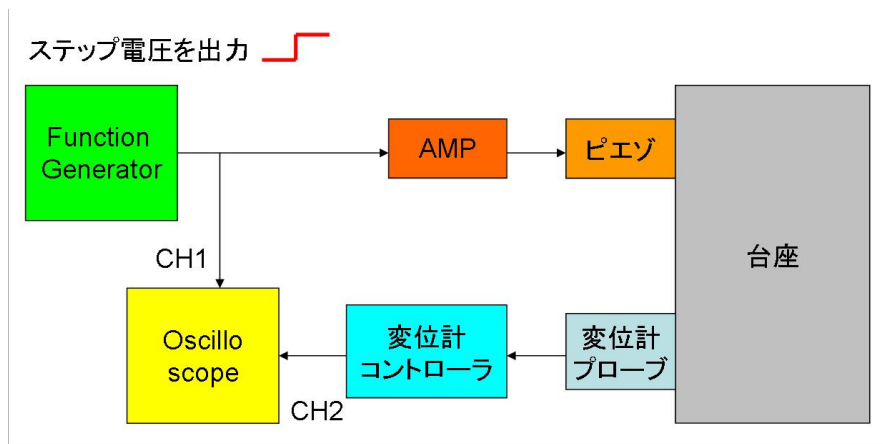 ステップ電圧を出力
Function
Generator
AMP
ピエゾ
台座
CH1
Oscillo
scope
変位計
コントローラ
変位計
プローブ
CH2